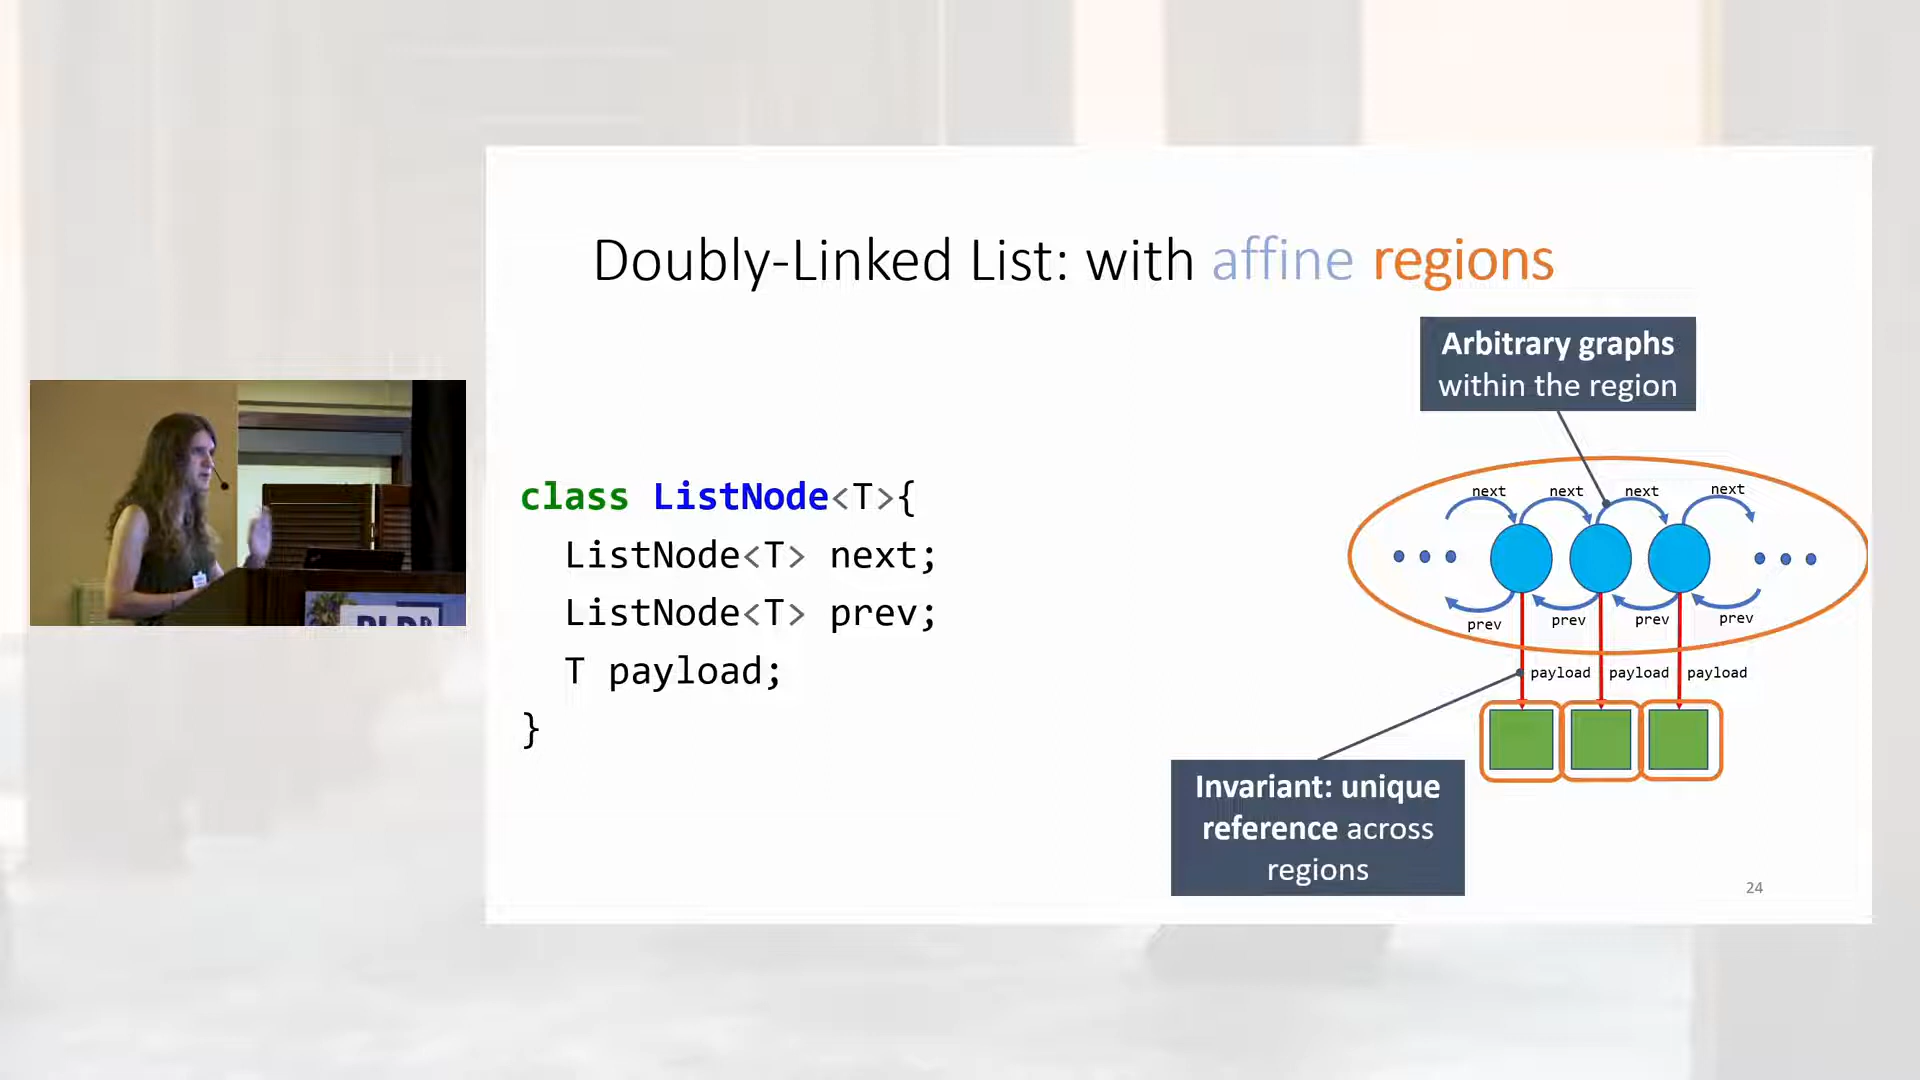 Doubly-Linked List: with affine regions
Arbitrary graphs
within the region
class ListNode<T>{
ListNode<T> next;
ListNode<T> prev;
T payload;
}
next next next next
prev prev prev prev
payload payload payload
Invariant: unique
reference across
regions
24